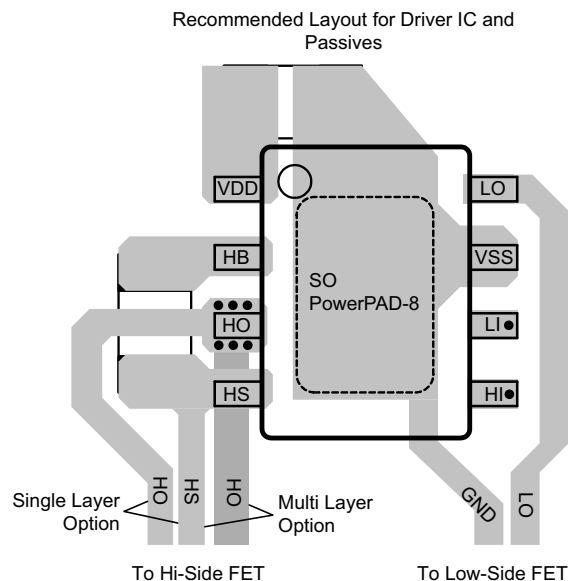 Recommended Layout for Driver IC and
Passives
VDD
LO
HB
VSS
SO
PowerPAD-8
HO
LI
HS
HI
HO
HS
HO
GND
LO
Single Layer
Option
Multi Layer
Option
To Hi-Side FET
To Low-Side FET